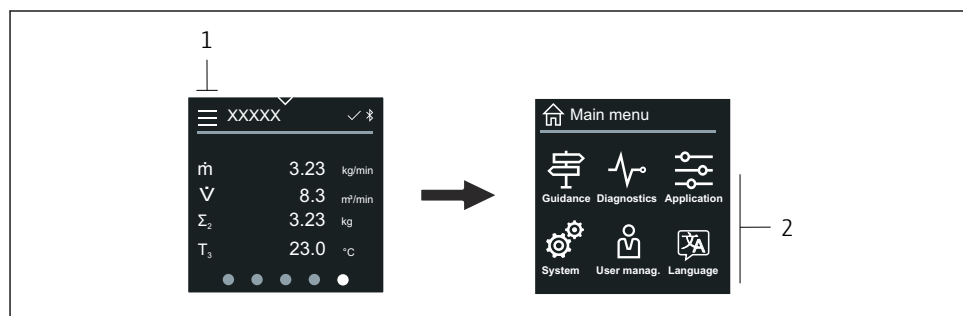 1
XXXXX
ṁ 3.23 kg/min
V̇ 8.3 m³/min
Σ₂ 3.23 kg
T₃ 23.0 °C
Main menu
Guidance Diagnostics Application
System User manag. Language
2